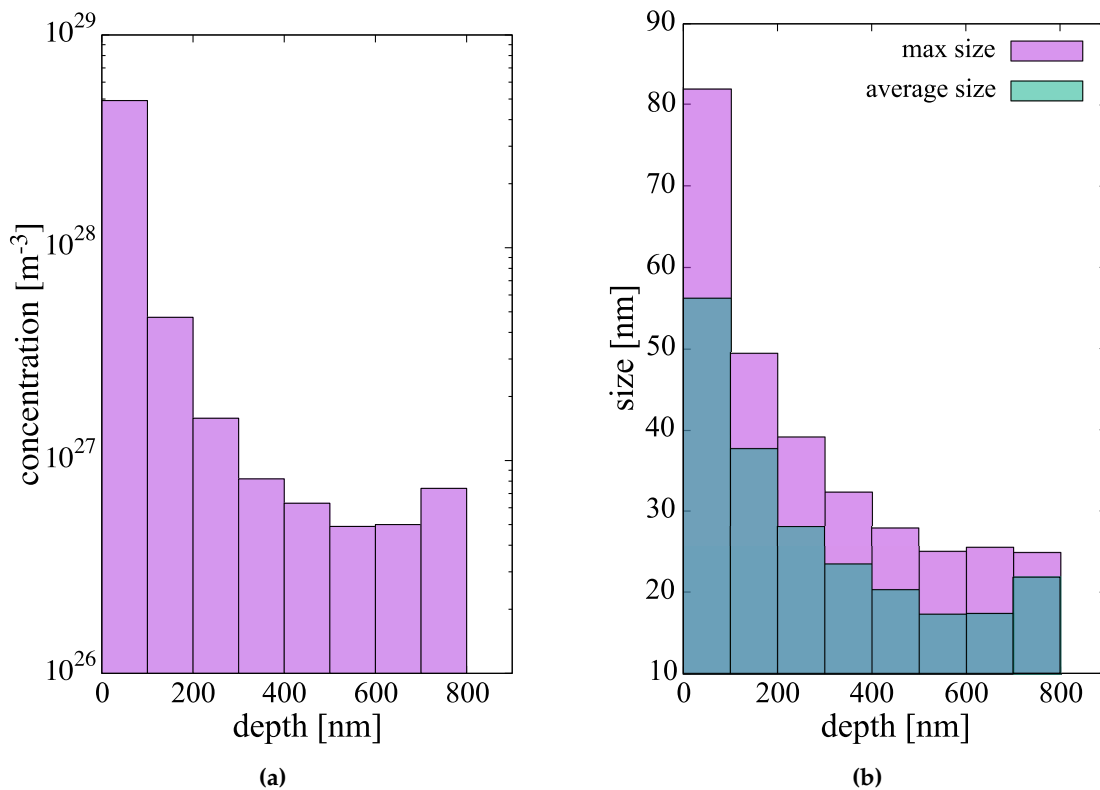 10^29
10^28
10^27
10^26
concentration [m^-3]
0 200 400 600 800
depth [nm]
(a)
90
80
70
60
50
40
30
20
10
size [nm]
max size
average size
0 200 400 600 800
depth [nm]
(b)